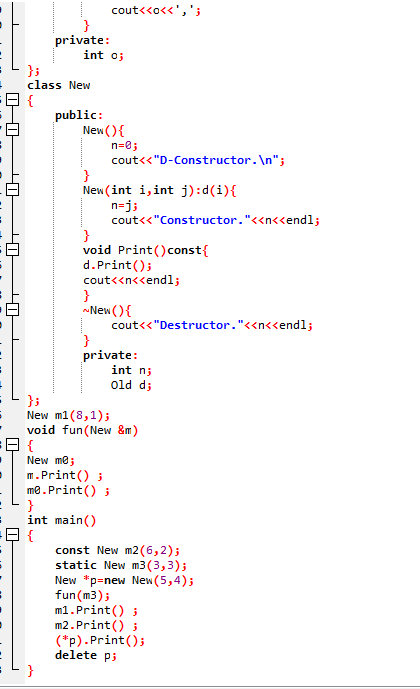 cout<<o<<',';
}
private:
int o;
};
class New
{
public:
New(){
n=0;
cout<<"D-Constructor.\n";
}
New(int i,int j):d(i){
n=j;
cout<<"Constructor."<<n<<endl;
}
void Print()const{
d.Print();
cout<<n<<endl;
}
~New(){
cout<<"Destructor."<<n<<endl;
}
private:
int n;
Old d;
};
New m1(8,1);
void fun(New &m)
{
New m0;
m.Print() ;
m0.Print() ;
}
int main()
{
const New m2(6,2);
static New m3(3,3);
New *p=new New(5,4);
fun(m3);
m1.Print() ;
m2.Print() ;
(*p).Print();
delete p;
}